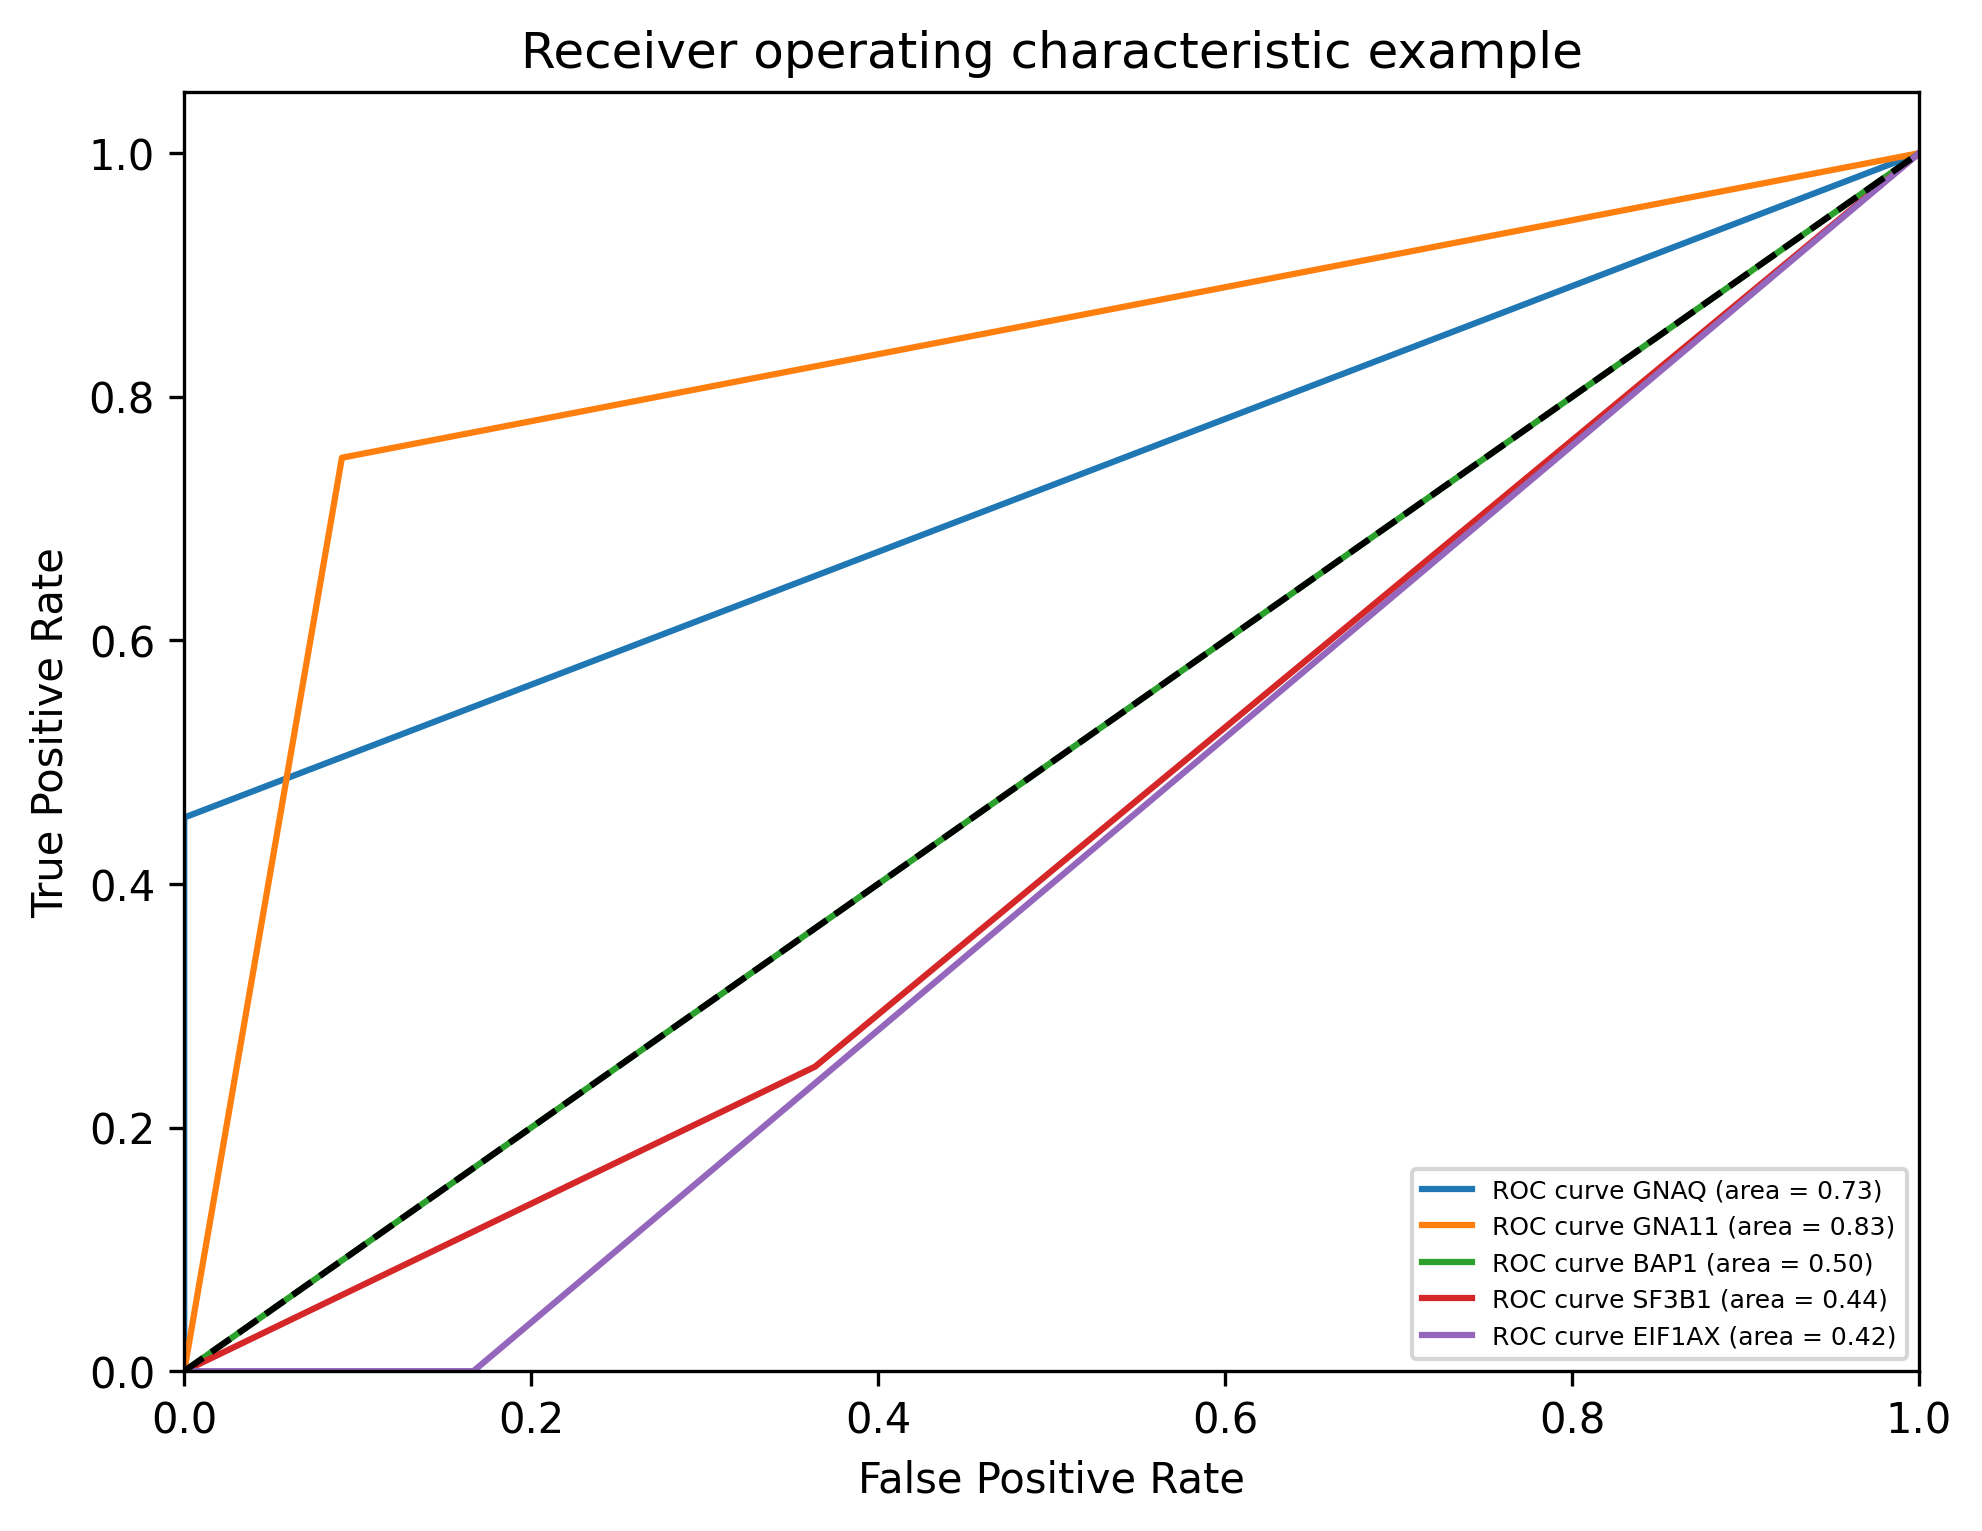 Receiver operating characteristic example
1.0
0.8
0.6
0.4
0.2
0.0
True Positive Rate
0.0 0.2 0.4 0.6 0.8 1.0
False Positive Rate
ROC curve GNAQ (area = 0.73)
ROC curve GNA11 (area = 0.83)
ROC curve BAP1 (area = 0.50)
ROC curve SF3B1 (area = 0.44)
ROC curve EIF1AX (area = 0.42)